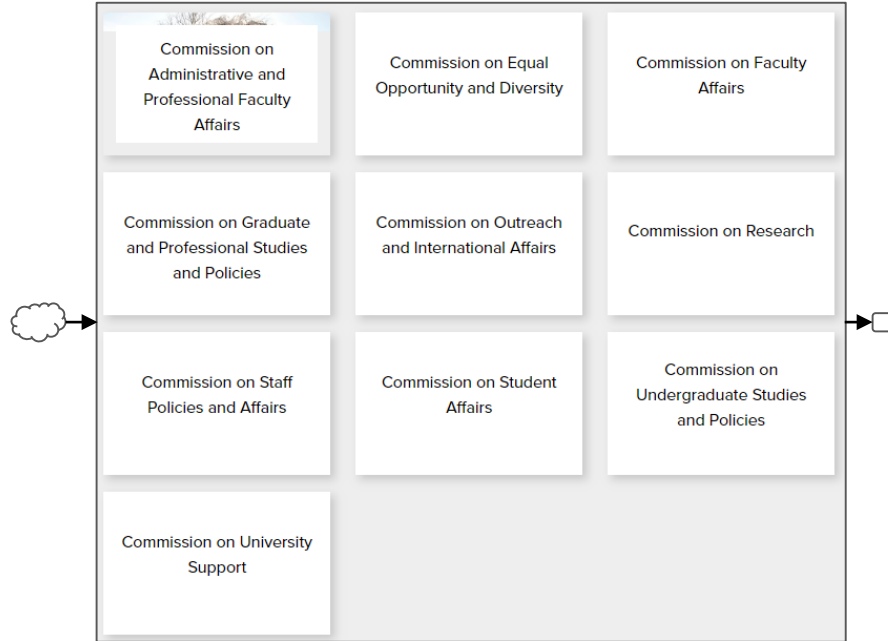 Commission on
Administrative and
Professional Faculty
Affairs
Commission on Equal
Opportunity and Diversity
Commission on Faculty
Affairs
Commission on Graduate
and Professional Studies
and Policies
Commission on Outreach
and International Affairs
Commission on Research
Commission on Staff
Policies and Affairs
Commission on Student
Affairs
Commission on
Undergraduate Studies
and Policies
Commission on University
Support